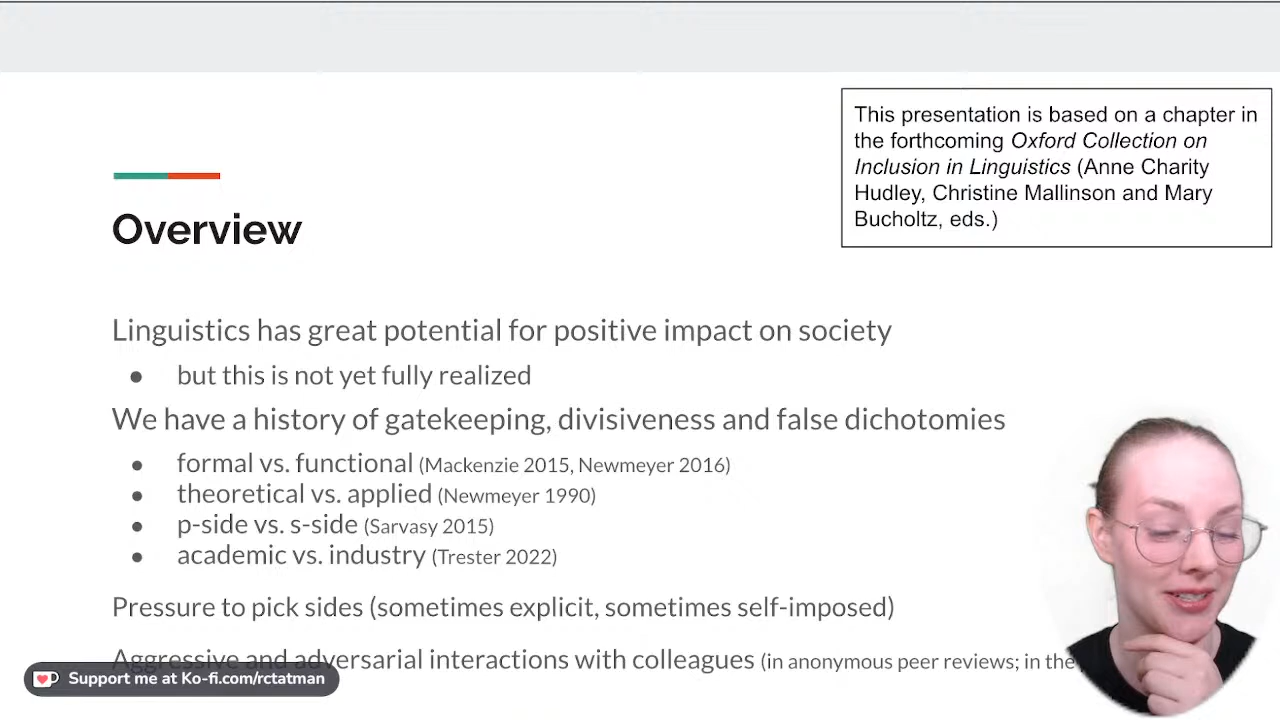 This presentation is based on a chapter in
the forthcoming Oxford Collection on
Inclusion in Linguistics (Anne Charity
Hudley, Christine Mallinson and Mary
Bucholtz, eds.)
Overview
Linguistics has great potential for positive impact on society
● but this is not yet fully realized
We have a history of gatekeeping, divisiveness and false dichotomies
● formal vs. functional (Mackenzie 2015, Newmeyer 2016)
● theoretical vs. applied (Newmeyer 1990)
● p-side vs. s-side (Sarvasy 2015)
● academic vs. industry (Trester 2022)
Pressure to pick sides (sometimes explicit, sometimes self-imposed)
Aggressive and adversarial interactions with colleagues (in anonymous peer reviews; in the
Support me at Ko-fi.com/rctatman